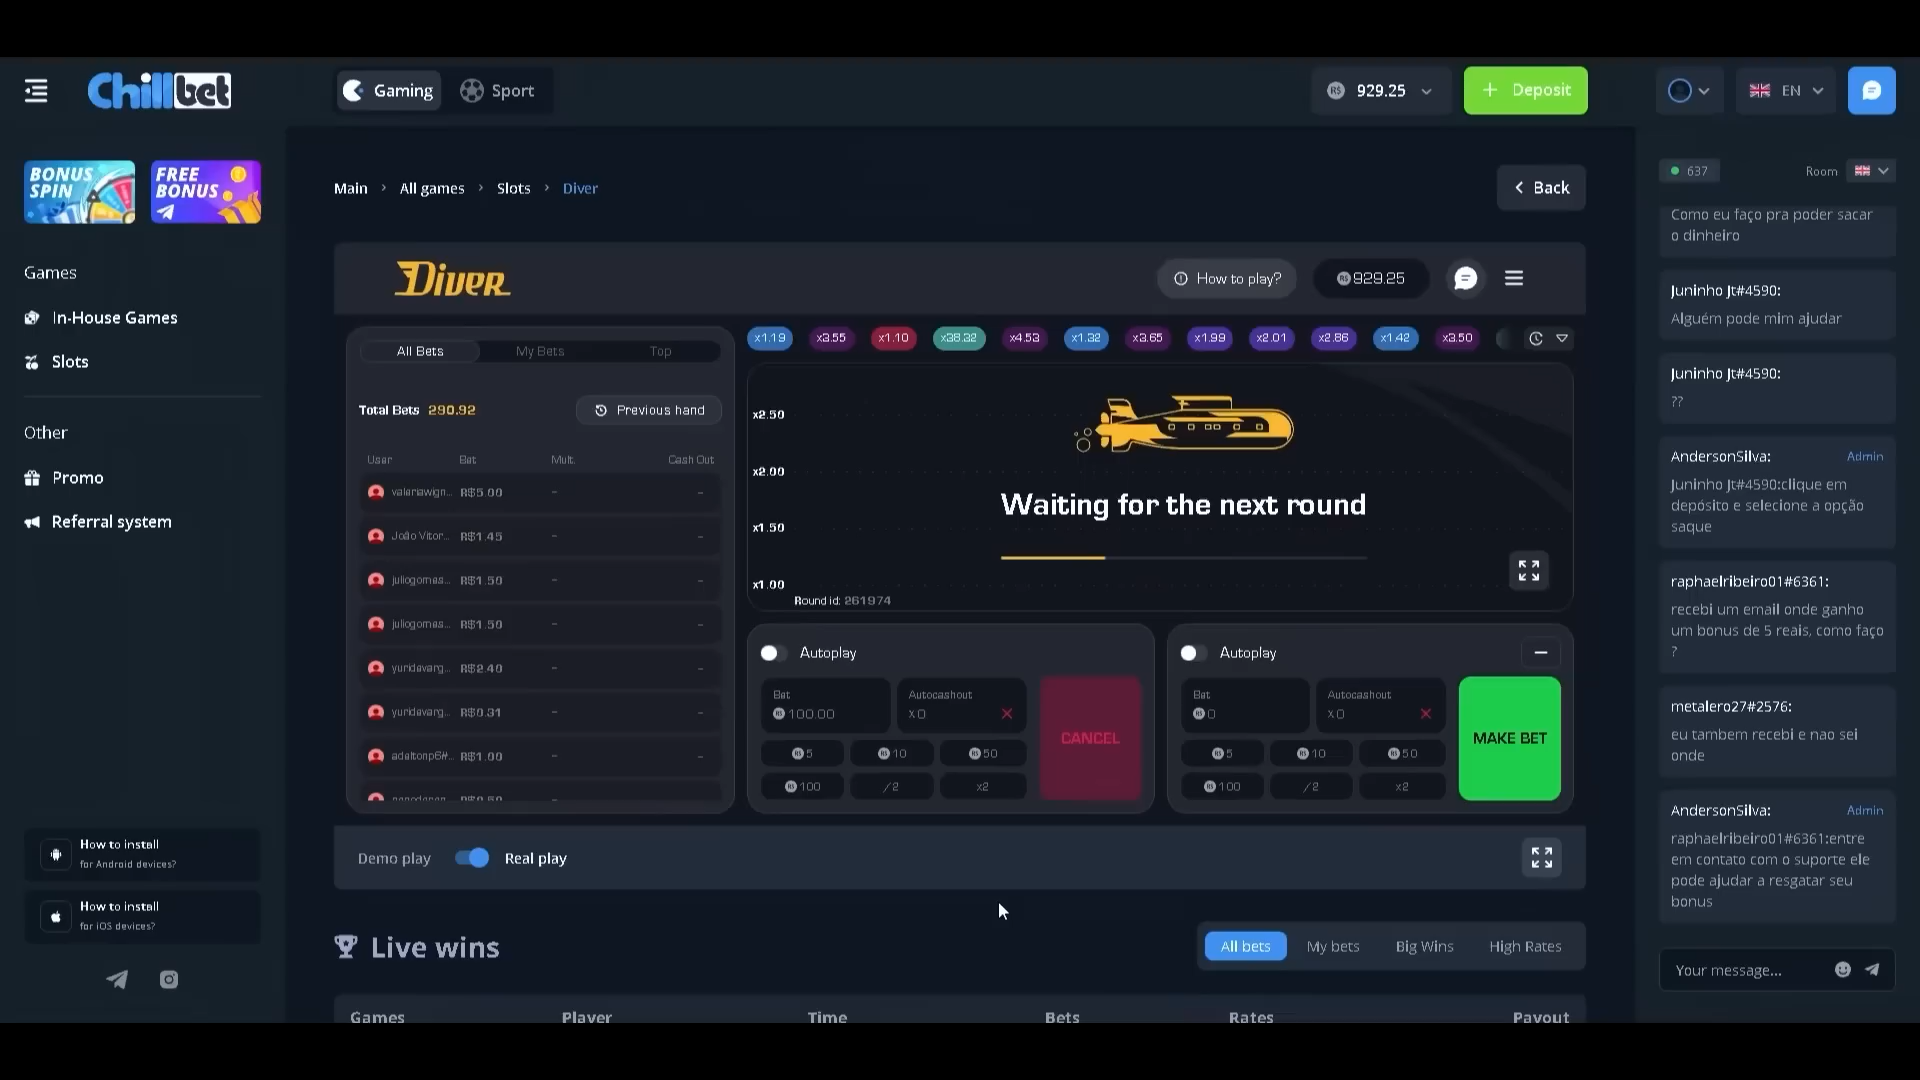 Chillbet
Gaming
Sport
R$ 929.25
+ Deposit
EN
BONUS
SPIN
FREE
BONUS
Games
In-House Games
Slots
Other
Promo
Referral system
How to install
for Android devices?
How to install
for iOS devices?
Main > All games > Slots > Diver
Back
Diver
How to play?
929.25
All Bets
My Bets
Top
Total Bets 290.92
Previous hand
User Bet Mult. Cash Out
valeriawign... R$5.00 - -
João Vitor... R$1.45 - -
juliogomes... R$1.50 - -
juliogomes... R$1.50 - -
yuridevarg... R$2.40 - -
yuridevarg... R$0.31 - -
adeltonp6#... R$1.00 - -
x1.19 x3.55 x1.10 x38.32 x4.53 x1.32 x3.65 x1.99 x2.01 x2.86 x1.42 x3.50
x2.50
x2.00
Waiting for the next round
x1.50
x1.00
Round id: 261974
Autoplay
Bet
100.00
Autocashout
x 0
CANCEL
5 10 50
100 /2 x2
Autoplay
Bet
0
Autocashout
x 0
MAKE BET
5 10 50
100 /2 x2
Demo play
Real play
Live wins
All bets
My bets
Big Wins
High Rates
Games Player Time Bets Rates Payout
637
Room
Como eu faço pra poder sacar
o dinheiro
Juninho Jt#4590:
Alguém pode mim ajudar
Juninho Jt#4590:
??
AndersonSilva: Admin
Juninho Jt#4590:clique em
depósito e selecione a opção
saque
raphaelribeiro01#6361:
recebi um email onde ganho
um bonus de 5 reais, como faço
?
metalero27#2576:
eu tambem recebi e nao sei
onde
AndersonSilva: Admin
raphaelribeiro01#6361:entre
em contato com o suporte ele
pode ajudar a resgatar seu
bonus
Your message...